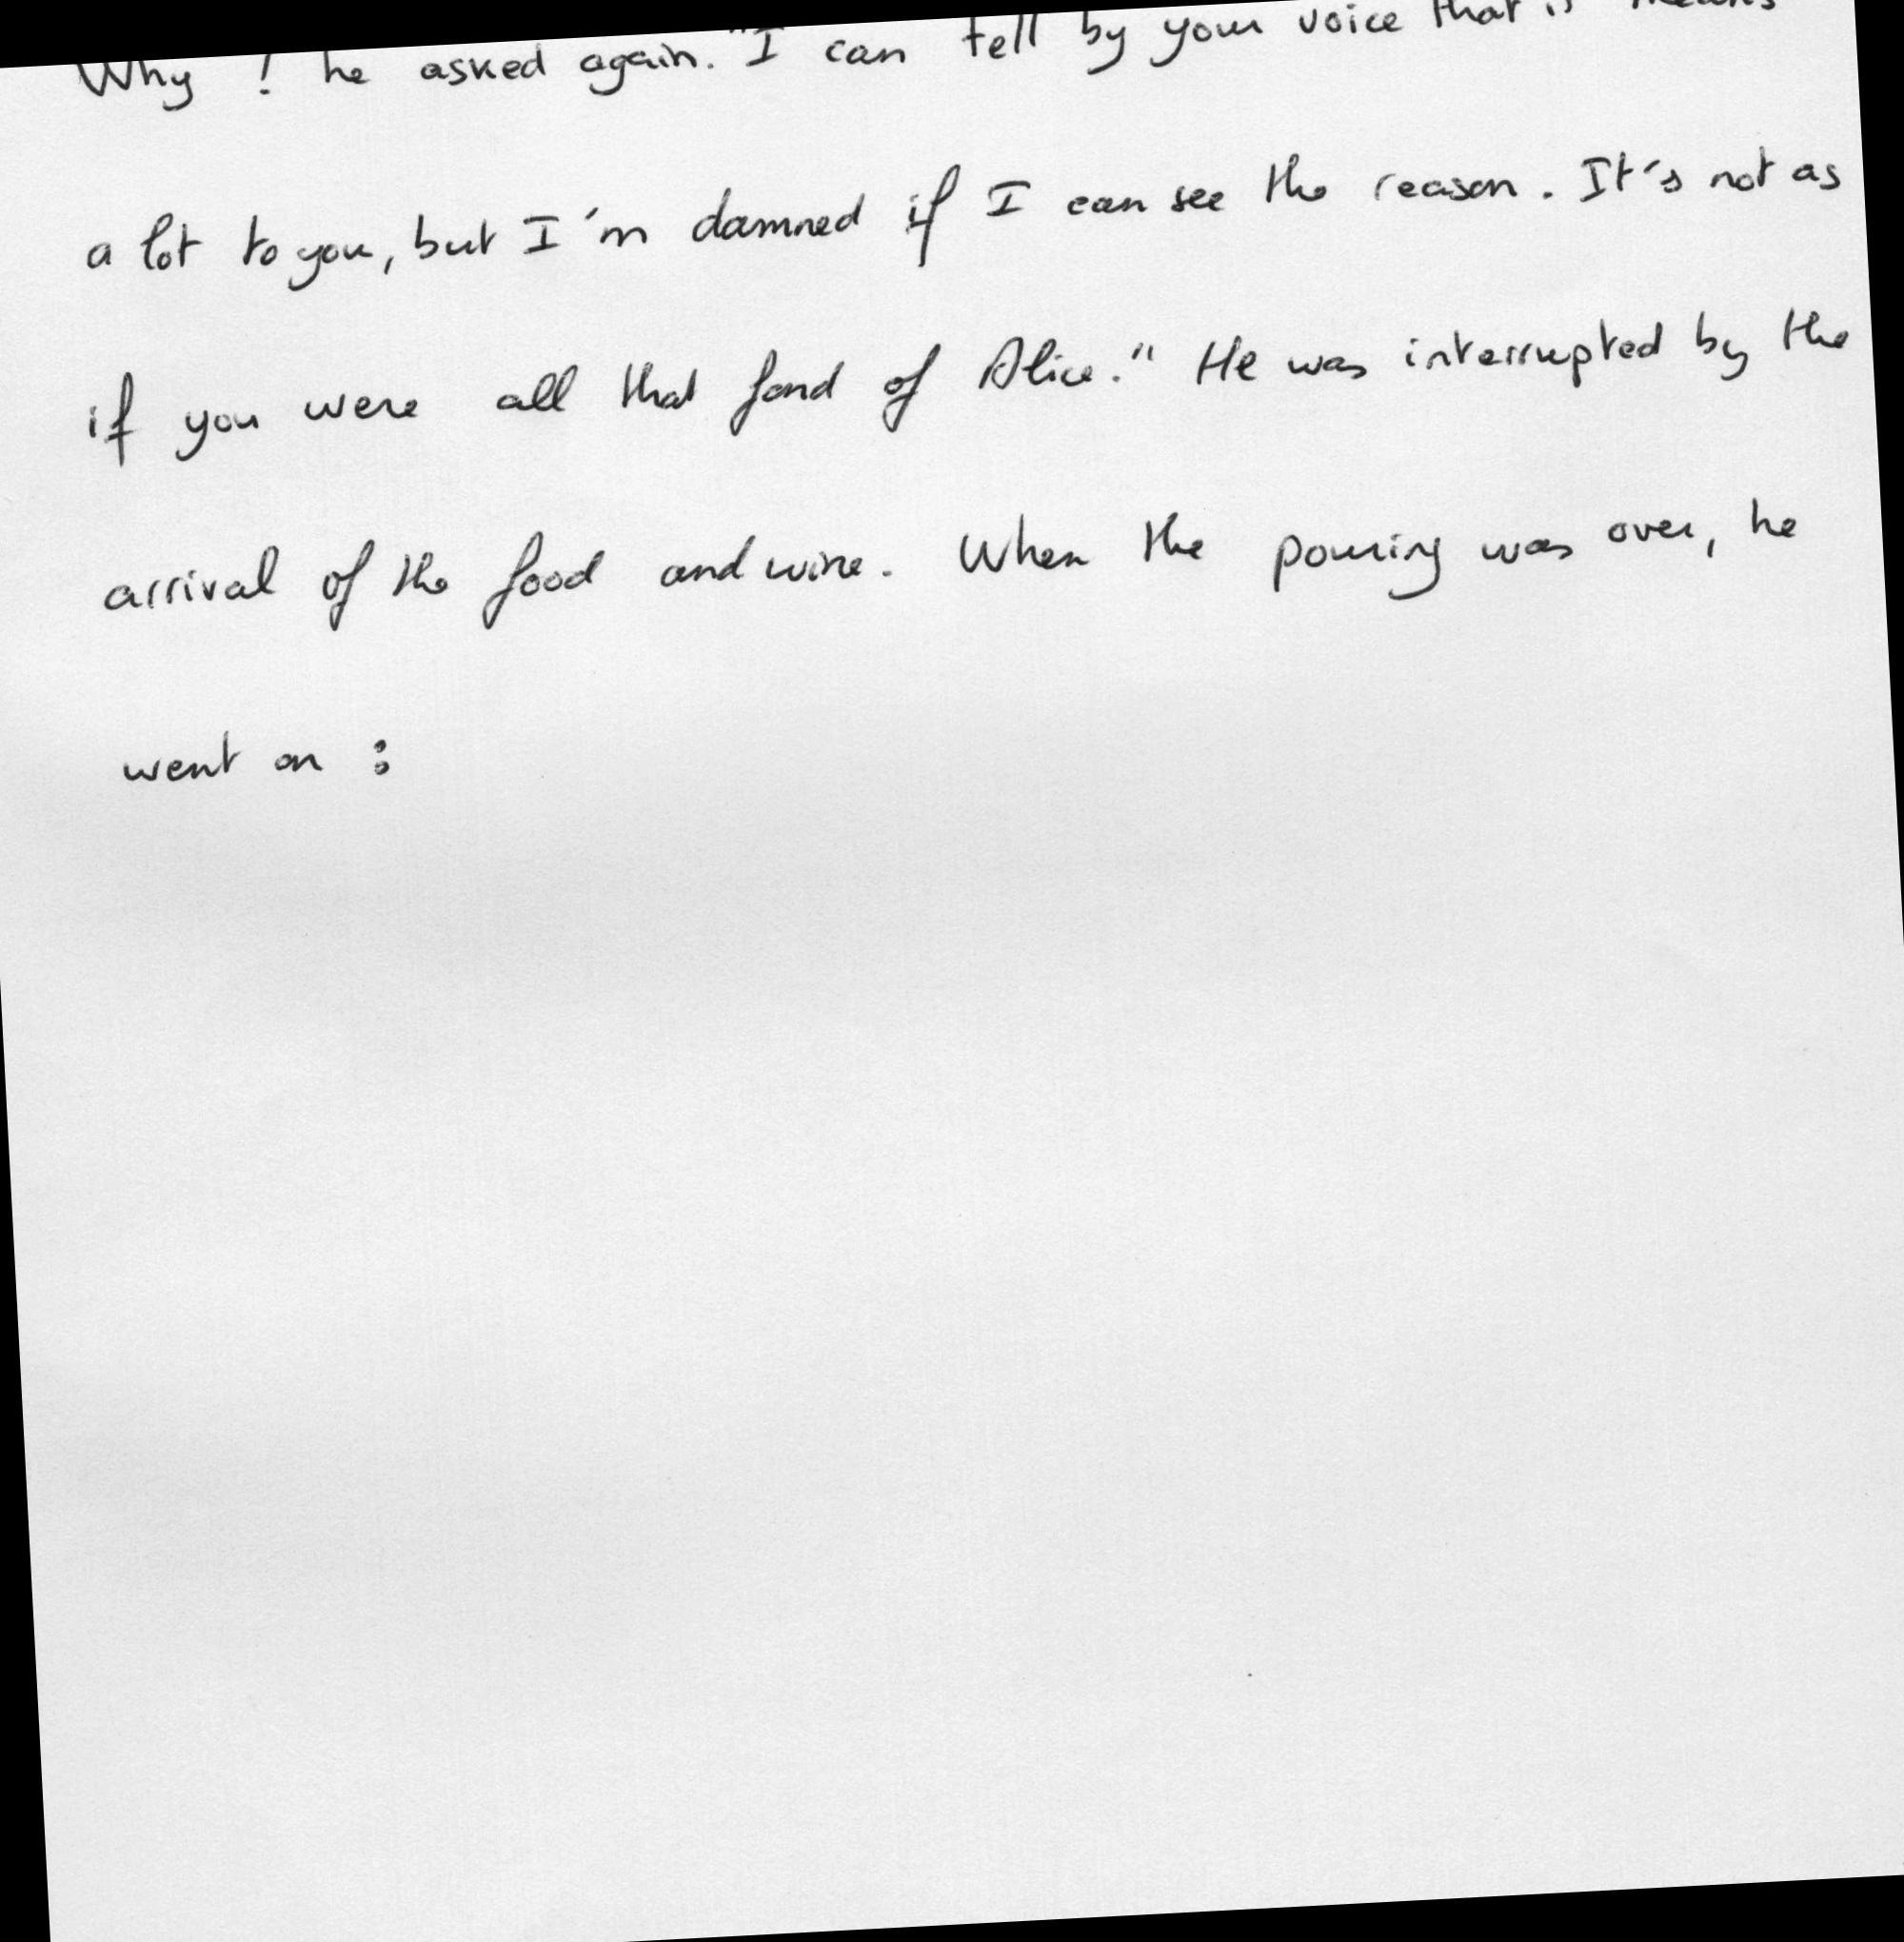 Why ! he asked again. "I can tell by your voice that it means
a lot to you, but I'm damned if I can see the reason. It's not as
if you were all that fond of Alice." He was interrupted by the
arrival of the food and wine. When the pouring was over, he
went on :